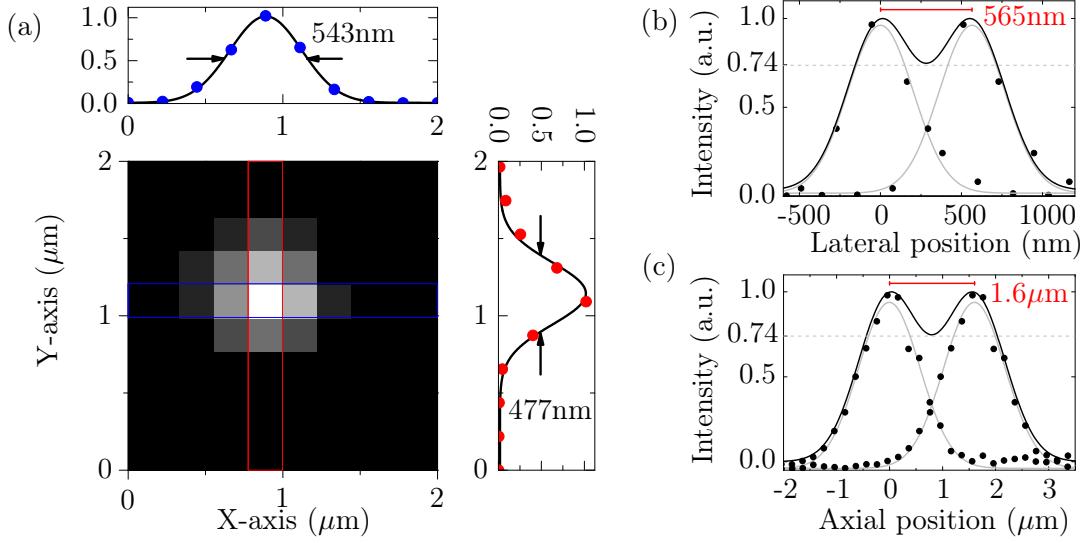 (a)
543nm
1.0
0.5
0.0
0
1
2
0.0
0.5
1.0
2
1
0
Y-axis (μm)
0
1
2
X-axis (μm)
2
1
0
477nm
(b)
565nm
1.0
0.74
0.5
0.0
Intensity (a.u.)
-500
0
500
1000
Lateral position (nm)
(c)
1.6μm
1.0
0.74
0.5
0.0
Intensity (a.u.)
-2
-1
0
1
2
3
Axial position (μm)